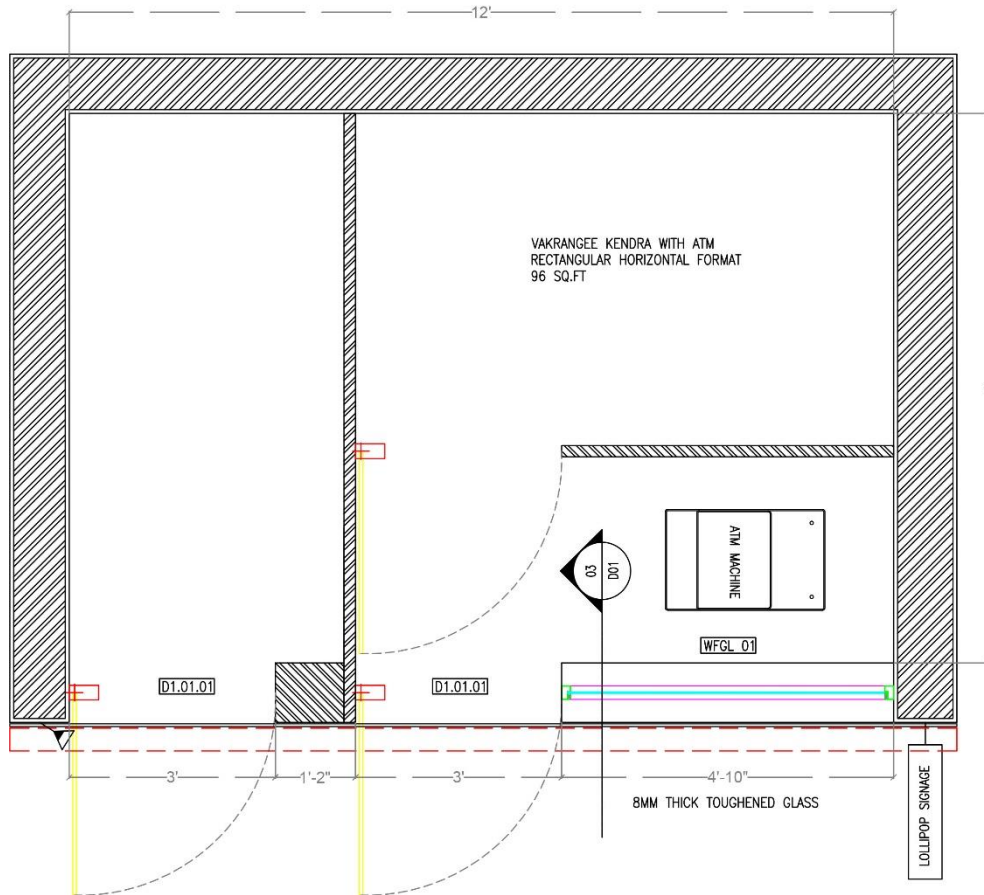 12'
VAKRANGEE KENDRA WITH ATM
RECTANGULAR HORIZONTAL FORMAT
96 SQ.FT
ATM MACHINE
03
D01
WFGL 01
D1.01.01
D1.01.01
3'
1'-2"
3'
4'-10"
8MM THICK TOUGHENED GLASS
LOLLIPOP SIGNAGE